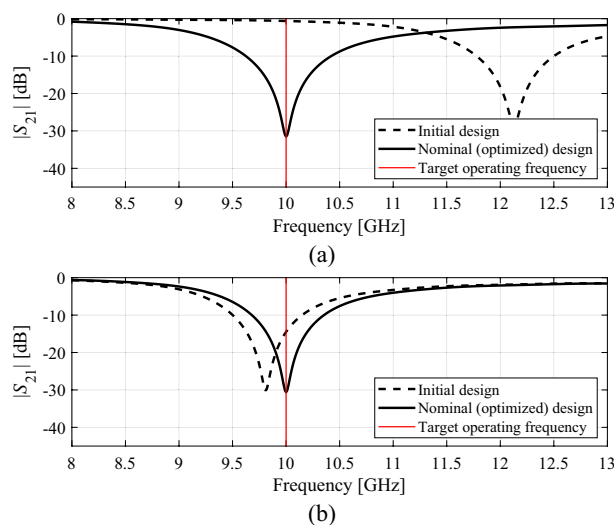 0
-10
-20
-30
-40
|S21| [dB]
Initial design
Nominal (optimized) design
Target operating frequency
8 8.5 9 9.5 10 10.5 11 11.5 12 12.5 13
Frequency [GHz]
(a)
0
-10
-20
-30
-40
|S21| [dB]
Initial design
Nominal (optimized) design
Target operating frequency
8 8.5 9 9.5 10 10.5 11 11.5 12 12.5 13
Frequency [GHz]
(b)